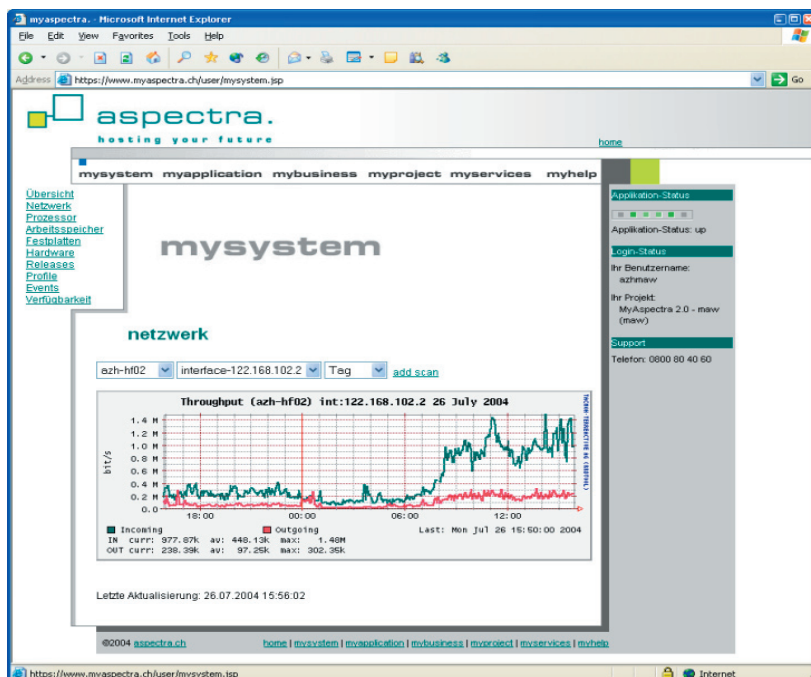 myaspectra. - Microsoft Internet Explorer
File Edit View Favorites Tools Help
Address https://www.myaspectra.ch/user/mysystem.jsp Go
aspectra.
hosting your future
home
mysystem myapplication mybusiness myproject myservices myhelp
Übersicht
Netzwerk
Prozessor
Arbeitsspeicher
Festplatten
Hardware
Releases
Profile
Events
Verfügbarkeit
mysystem
netzwerk
azh-hf02 interface-122.168.102.2 Tag add scan
Throughput (azh-hf02) int:122.168.102.2 26 July 2004
bit/s
1.4 M
1.2 M
1.0 M
0.8 M
0.6 M
0.4 M
0.2 M
0.0
18:00 00:00 06:00 12:00
Incoming Outgoing Last: Mon Jul 26 15:50:00 2004
IN curr: 977.87k av: 448.13k max: 1.48M
OUT curr: 238.39k av: 97.25k max: 302.35k
Letzte Aktualisierung: 26.07.2004 15:56:02
Applikation-Status
Applikation-Status: up
Login-Status
Ihr Benutzername:
azhmaw
Ihr Projekt:
MyAspectra 2.0 - maw
(maw)
Support
Telefon: 0800 80 40 60
©2004 aspectra.ch home | mysystem | myapplication | mybusiness | myproject | myservices | myhelp
https://www.myaspectra.ch/user/mysystem.jsp Internet